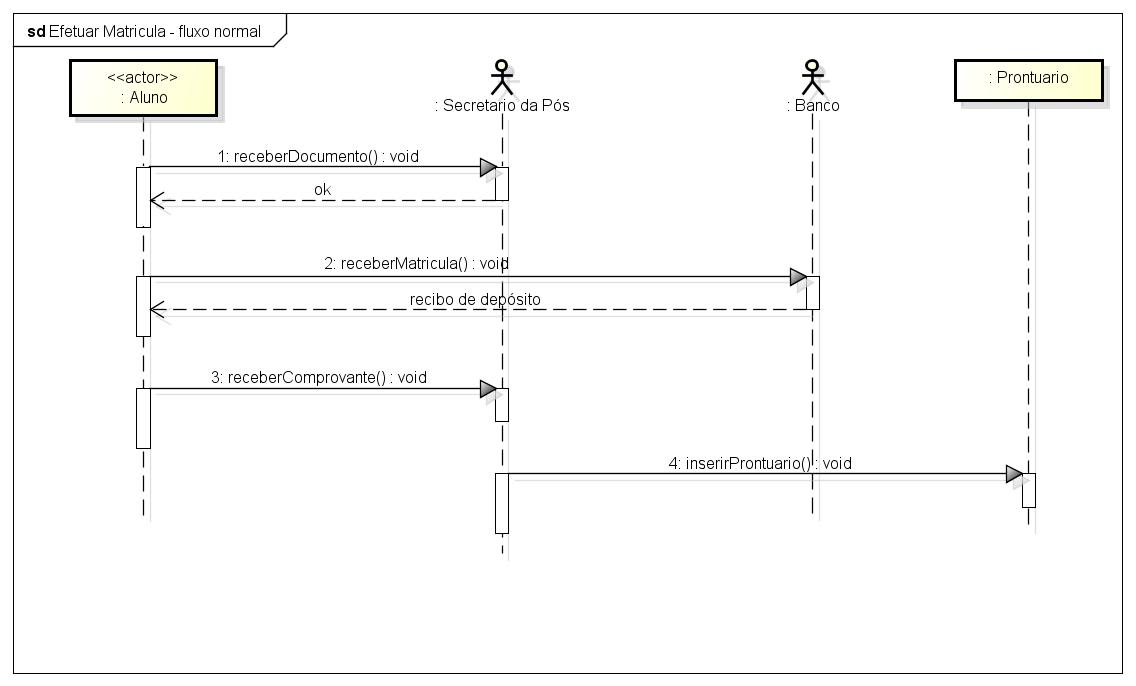 sd Efetuar Matricula - fluxo normal
<<actor>>
: Aluno
: Secretario da Pós
: Banco
: Prontuario
1: receberDocumento() : void
ok
2: receberMatricula() : void
recibo de depósito
3: receberComprovante() : void
4: inserirProntuario() : void